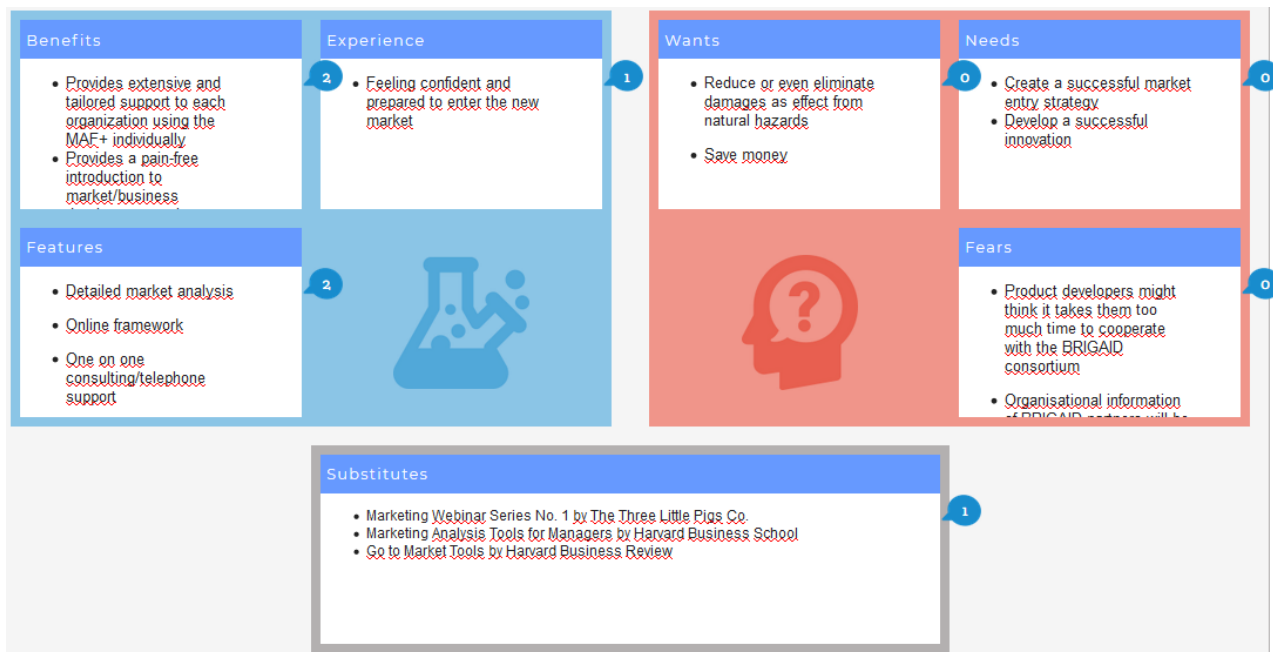 Benefits
Provides extensive and
tailored support to each
organization using the
MAF+ individually
Provides a pain-free
introduction to
market/business
2
Experience
Feeling confident and
prepared to enter the new
market
1
Wants
Reduce or even eliminate
damages as effect from
natural hazards
Save money
0
Needs
Create a successful market
entry strategy
Develop a successful
innovation
0
Features
Detailed market analysis
Online framework
One on one
consulting/telephone
support
2
?
Fears
Product developers might
think it takes them too
much time to cooperate
with the BRIGAID
consortium
Organisational information
of BRIGAID partners will be
0
Substitutes
Marketing Webinar Series No. 1 by The Three Little Pigs Co.
Marketing Analysis Tools for Managers by Harvard Business School
Go to Market Tools by Harvard Business Review
1